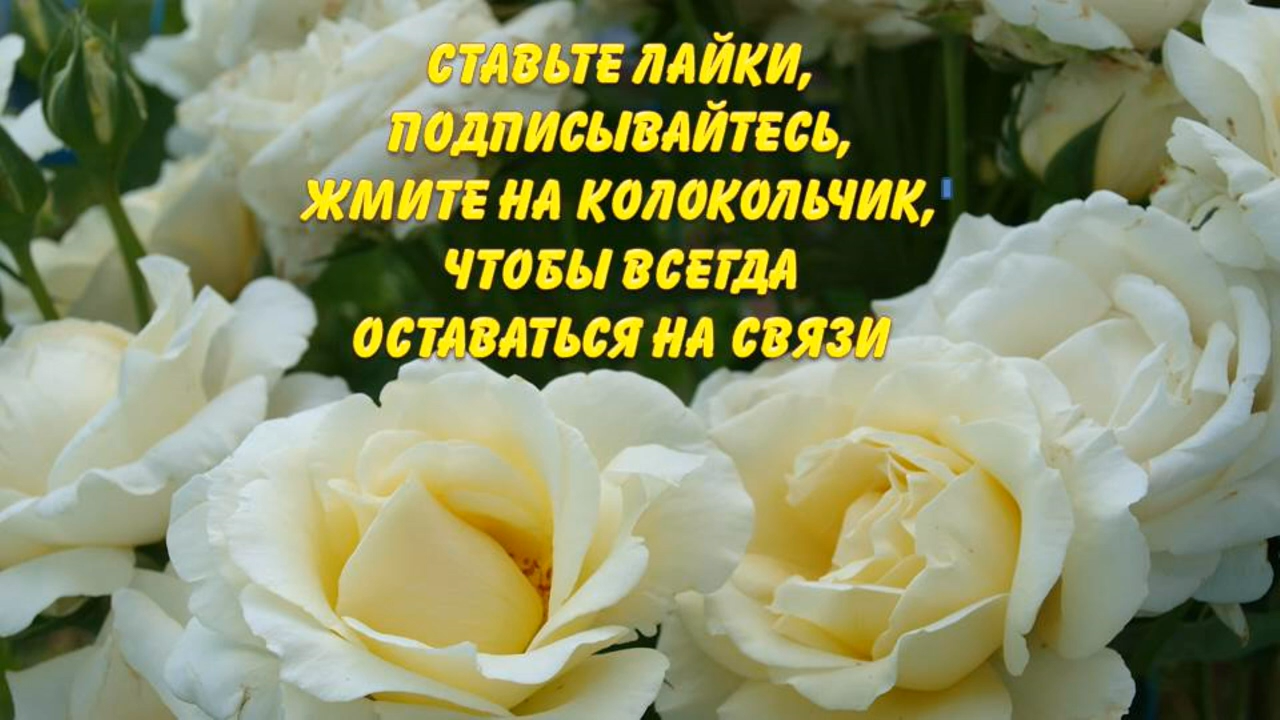 СТАВЬТЕ ЛАЙКИ,
ПОДПИСЫВАЙТЕСЬ,
ЖМИТЕ НА КОЛОКОЛЬЧИК,
ЧТОБЫ ВСЕГДА
ОСТАВАТЬСЯ НА СВЯЗИ